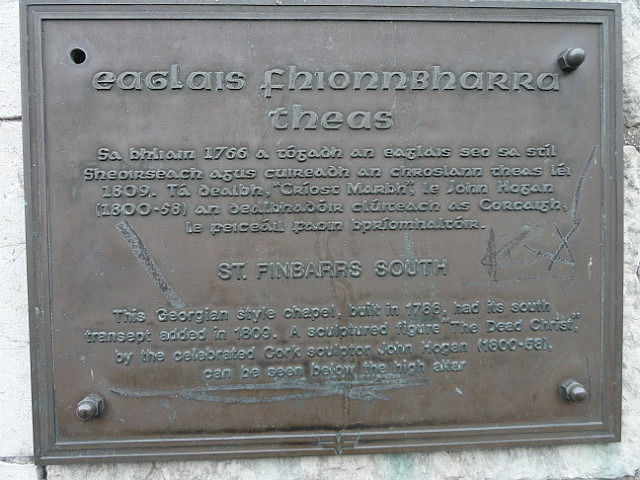 Eaglais Fhionnbharra
Theas
Sa bhliain 1766 a tógadh an eaglais seo sa stíl
Sheoirseach agus cuireadh an chroslann theas léi
1809. Tá dealbh, "Críost Marbh", le John Hogan
(1800-58) an dealbhadóir clúiteach as Corcaigh,
le feiceáil faoin bpríomhaltóir.
ST. FINBARRS SOUTH
This Georgian style chapel, built in 1766, had its south
transept added in 1809. A sculptured figure "The Dead Christ",
by the celebrated Cork sculptor John Hogan (1800-58),
can be seen below the high altar